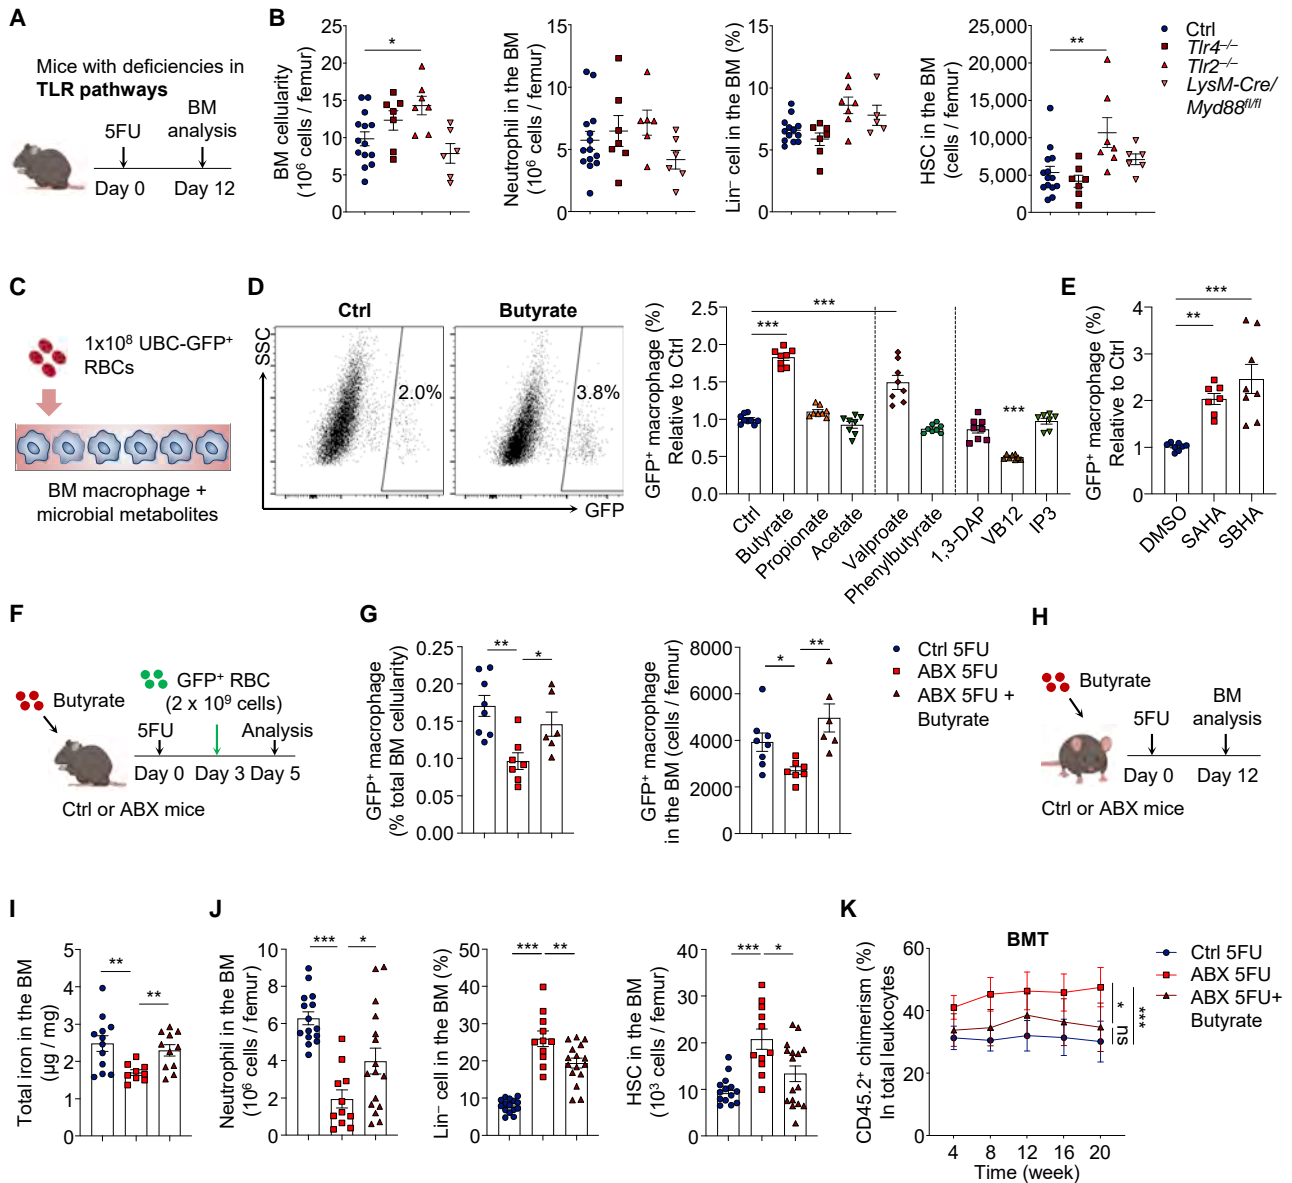 A
Mice with deficiencies in
TLR pathways
5FU
BM
analysis
Day 0
Day 12
B
BM cellularity
(10⁶ cells / femur)
25
20
15
10
5
0
*
Neutrophil in the BM
(10⁶ cells / femur)
15
10
5
0
Lin⁻ cell in the BM (%)
15
10
5
0
HSC in the BM
(cells / femur)
25,000
20,000
15,000
10,000
5,000
0
**
Ctrl
Tlr4⁻/⁻
Tlr2⁻/⁻
LysM-Cre/
Myd88ᶠˡ/ᶠˡ
C
1x10⁸ UBC-GFP⁺
RBCs
BM macrophage +
microbial metabolites
D
Ctrl
Butyrate
SSC
2.0%
3.8%
GFP
GFP⁺ macrophage (%)
Relative to Ctrl
2.5
2.0
1.5
1.0
0.5
0.0
***
***
***
Ctrl
Butyrate
Propionate
Acetate
Valproate
Phenylbutyrate
1,3-DAP
VB12
IP3
E
GFP⁺ macrophage (%)
Relative to Ctrl
4
3
2
1
0
***
**
DMSO
SAHA
SBHA
F
Butyrate
GFP⁺ RBC
(2 x 10⁹ cells)
5FU
Analysis
Day 0
Day 3
Day 5
Ctrl or ABX mice
G
GFP⁺ macrophage
(% total BM cellularity)
0.25
0.20
0.15
0.10
0.05
0.00
**
*
GFP⁺ macrophage
in the BM (cells / femur)
8000
6000
4000
2000
0
*
**
Ctrl 5FU
ABX 5FU
ABX 5FU +
Butyrate
H
Butyrate
5FU
BM
analysis
Day 0
Day 12
Ctrl or ABX mice
I
Total iron in the BM
(µg / mg)
5
4
3
2
1
0
**
**
J
Neutrophil in the BM
(10⁶ cells / femur)
10
8
6
4
2
0
***
*
Lin⁻ cell in the BM (%)
50
40
30
20
10
0
***
**
HSC in the BM
(10³ cells / femur)
40
30
20
10
0
***
*
K
BMT
CD45.2⁺ chimerism (%)
In total leukocytes
60
40
20
0
4
8
12
16
20
Time (week)
*
ns
***
Ctrl 5FU
ABX 5FU
ABX 5FU+
Butyrate